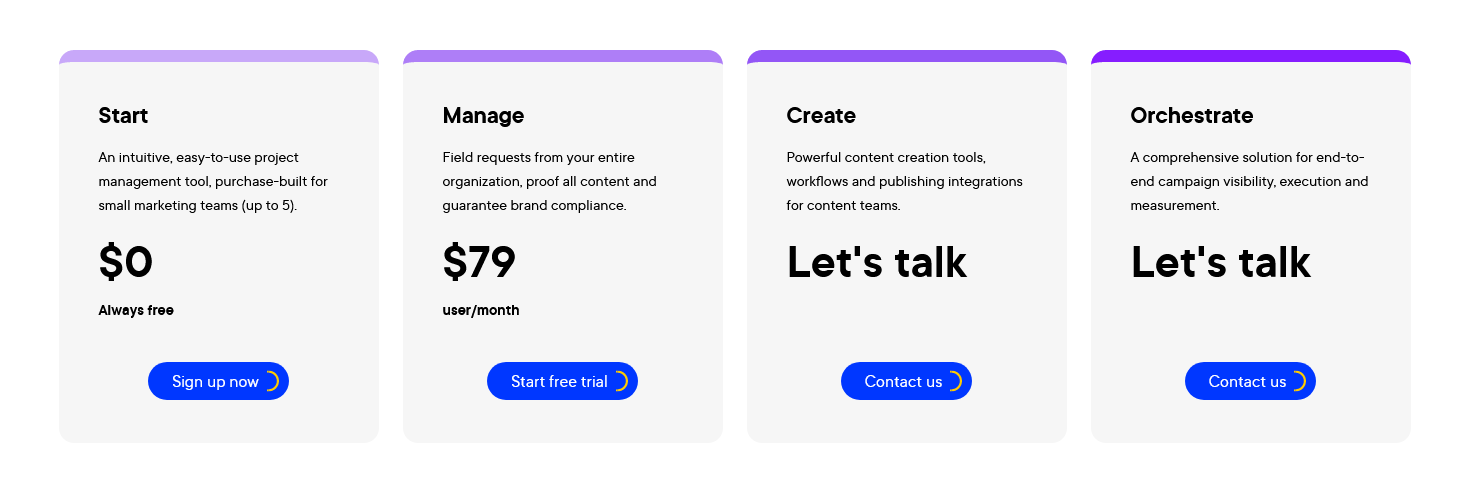 Start
An intuitive, easy-to-use project
management tool, purchase-built for
small marketing teams (up to 5).
$0
Always free
Sign up now
Manage
Field requests from your entire
organization, proof all content and
guarantee brand compliance.
$79
user/month
Start free trial
Create
Powerful content creation tools,
workflows and publishing integrations
for content teams.
Let's talk
Contact us
Orchestrate
A comprehensive solution for end-to-
end campaign visibility, execution and
measurement.
Let's talk
Contact us